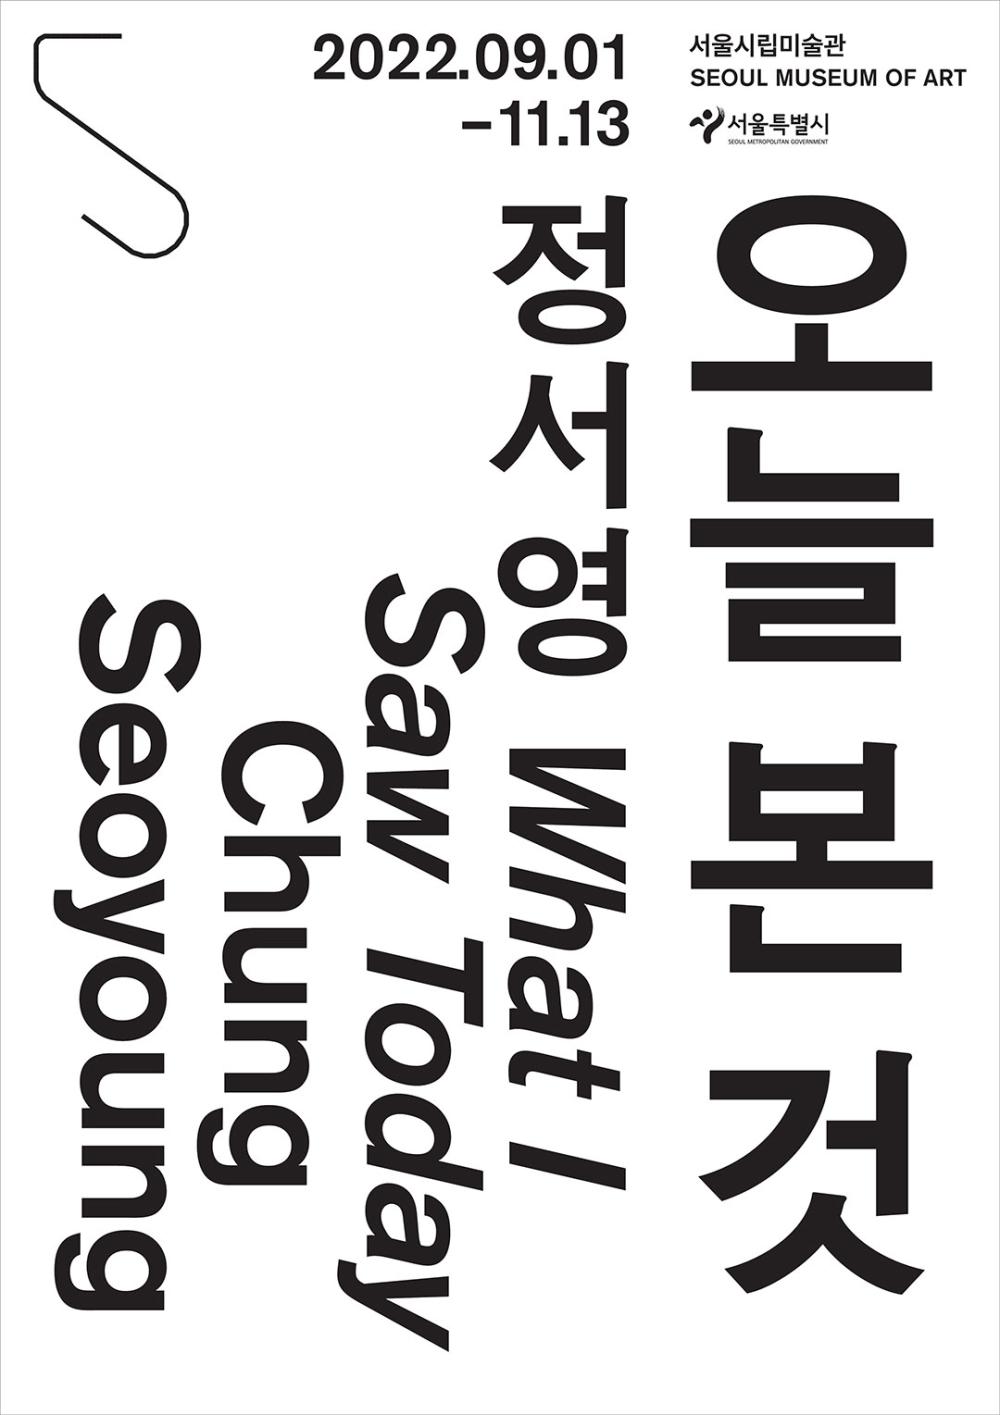 2022.09.01
–11.13
서울시립미술관
SEOUL MUSEUM OF ART
서울특별시
SEOUL METROPOLITAN GOVERNMENT
오늘 본 것
정서영
What I
Saw Today
Chung
Seoyoung